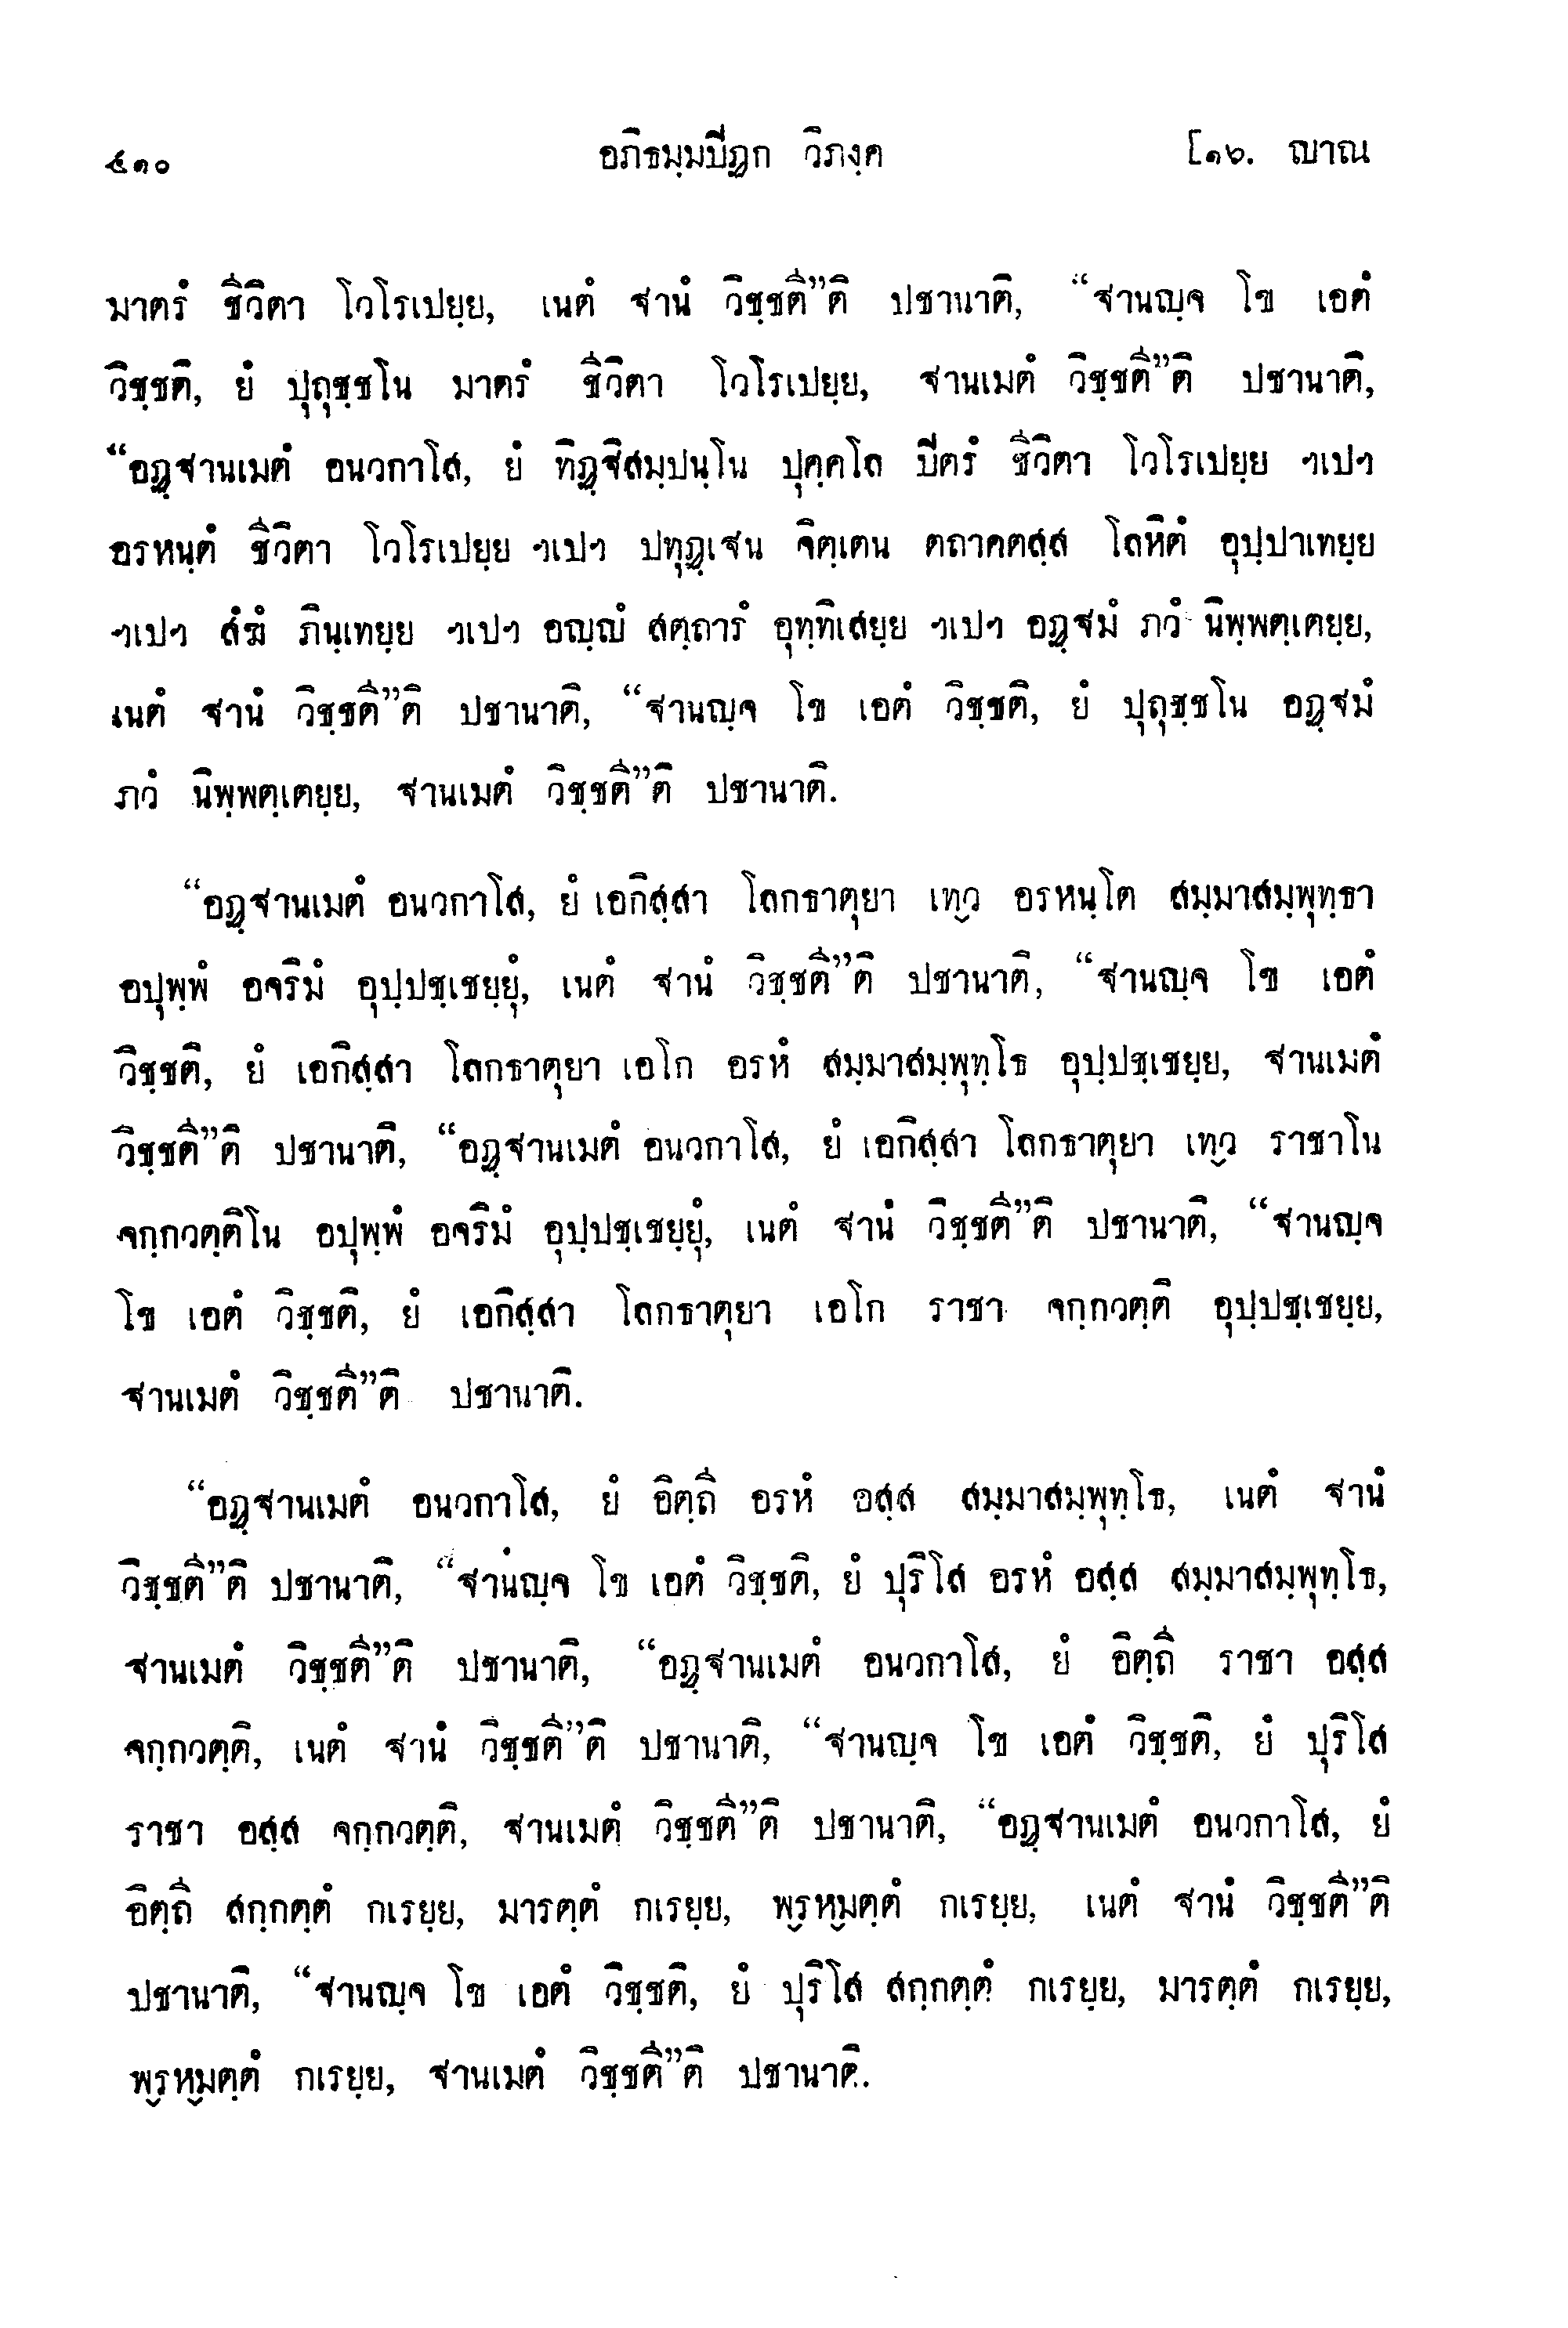 ๔๑๐ อภิธมฺมปิฏก วิภงฺค [๑๖. ญาณ
มาตรํ ชีวิตา โวโรเปยฺย, เนตํ ฐานํ วิชฺชตี”ติ ปชานาติ, “ฐานญฺจ โข เอตํ
วิชฺชติ, ยํ ปุถุชฺชโน มาตรํ ชีวิตา โวโรเปยฺย, ฐานเมตํ วิชฺชตี”ติ ปชานาติ,
“อฏฺฐานเมตํ อนวกาโส, ยํ ทิฏฺฐิสมฺปนฺโน ปุคฺคโล ปิตรํ ชีวิตา โวโรเปยฺย ฯเปฯ
อรหนฺตํ ชีวิตา โวโรเปยฺย ฯเปฯ ปทุฏฺเฐน จิตฺเตน ตถาคตสฺส โลหิตํ อุปฺปาเทยฺย
ฯเปฯ สํฆํ ภินฺเทยฺย ฯเปฯ อญฺญํ สตฺถารํ อุทฺทิเสยฺย ฯเปฯ อฏฺฐมํ ภวํ นิพฺพตฺเตยฺย,
เนตํ ฐานํ วิชฺชตี”ติ ปชานาติ, “ฐานญฺจ โข เอตํ วิชฺชติ, ยํ ปุถุชฺชโน อฏฺฐมํ
ภวํ นิพฺพตฺเตยฺย, ฐานเมตํ วิชฺชตี”ติ ปชานาติ.
“อฏฺฐานเมตํ อนวกาโส, ยํ เอกิสฺสา โลกธาตุยา เทฺว อรหนฺโต สมฺมาสมฺพุทฺธา
อปุพฺพํ อจริมํ อุปฺปชฺเชยฺยุํ, เนตํ ฐานํ วิชฺชตี”ติ ปชานาติ, “ฐานญฺจ โข เอตํ
วิชฺชติ, ยํ เอกิสฺสา โลกธาตุยา เอโก อรหํ สมฺมาสมฺพุทฺโธ อุปฺปชฺเชยฺย, ฐานเมตํ
วิชฺชตี”ติ ปชานาติ, “อฏฺฐานเมตํ อนวกาโส, ยํ เอกิสฺสา โลกธาตุยา เทฺว ราชาโน
จกฺกวตฺติโน อปุพฺพํ อจริมํ อุปฺปชฺเชยฺยุํ, เนตํ ฐานํ วิชฺชตี”ติ ปชานาติ, “ฐานญฺจ
โข เอตํ วิชฺชติ, ยํ เอกิสฺสา โลกธาตุยา เอโก ราชา จกฺกวตฺติ อุปฺปชฺเชยฺย,
ฐานเมตํ วิชฺชตี”ติ ปชานาติ.
“อฏฺฐานเมตํ อนวกาโส, ยํ อิตฺถี อรหํ อสฺส สมฺมาสมฺพุทฺโธ, เนตํ ฐานํ
วิชฺชตี”ติ ปชานาติ, “ฐานญฺจ โข เอตํ วิชฺชติ, ยํ ปุริโส อรหํ อสฺส สมฺมาสมฺพุทฺโธ,
ฐานเมตํ วิชฺชตี”ติ ปชานาติ, “อฏฺฐานเมตํ อนวกาโส, ยํ อิตฺถี ราชา อสฺส
จกฺกวตฺติ, เนตํ ฐานํ วิชฺชตี”ติ ปชานาติ, “ฐานญฺจ โข เอตํ วิชฺชติ, ยํ ปุริโส
ราชา อสฺส จกฺกวตฺติ, ฐานเมตํ วิชฺชตี”ติ ปชานาติ, “อฏฺฐานเมตํ อนวกาโส, ยํ
อิตฺถี สกฺกตฺตํ กเรยฺย, มารตฺตํ กเรยฺย, พฺรหฺมตฺตํ กเรยฺย, เนตํ ฐานํ วิชฺชตี”ติ
ปชานาติ, “ฐานญฺจ โข เอตํ วิชฺชติ, ยํ ปุริโส สกฺกตฺตํ กเรยฺย, มารตฺตํ กเรยฺย,
พฺรหฺมตฺตํ กเรยฺย, ฐานเมตํ วิชฺชตี”ติ ปชานาติ.